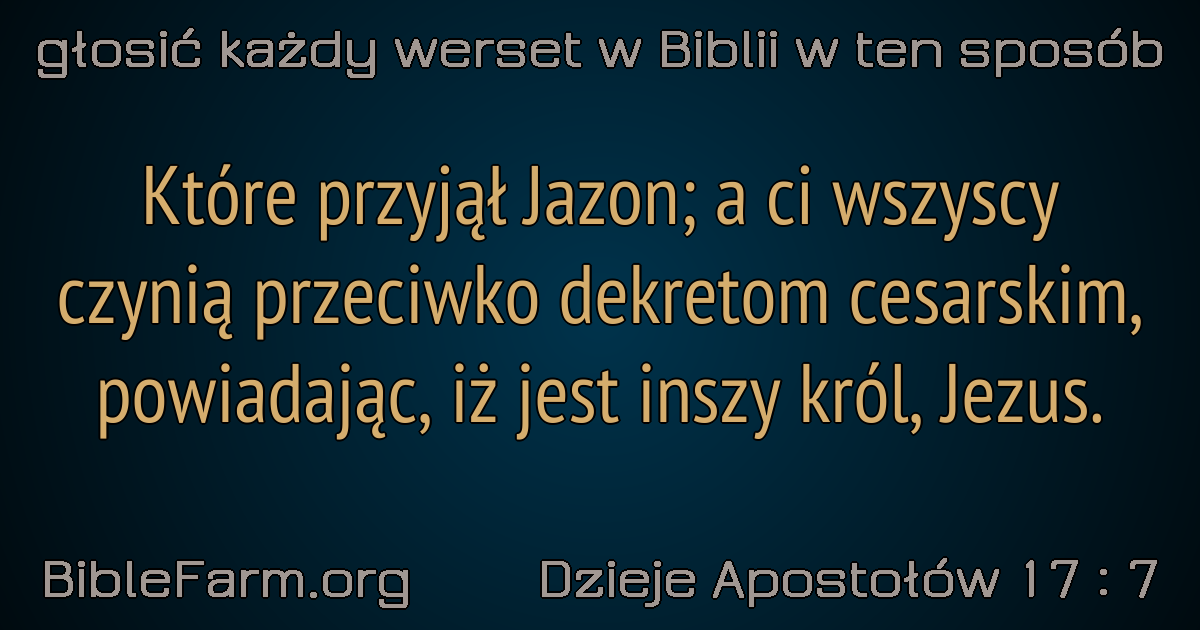 głosić każdy werset w Biblii w ten sposób
Które przyjął Jazon; a ci wszyscy
czynią przeciwko dekretom cesarskim,
powiadając, iż jest inszy król, Jezus.
BibleFarm.org Dzieje Apostołów 17 : 7